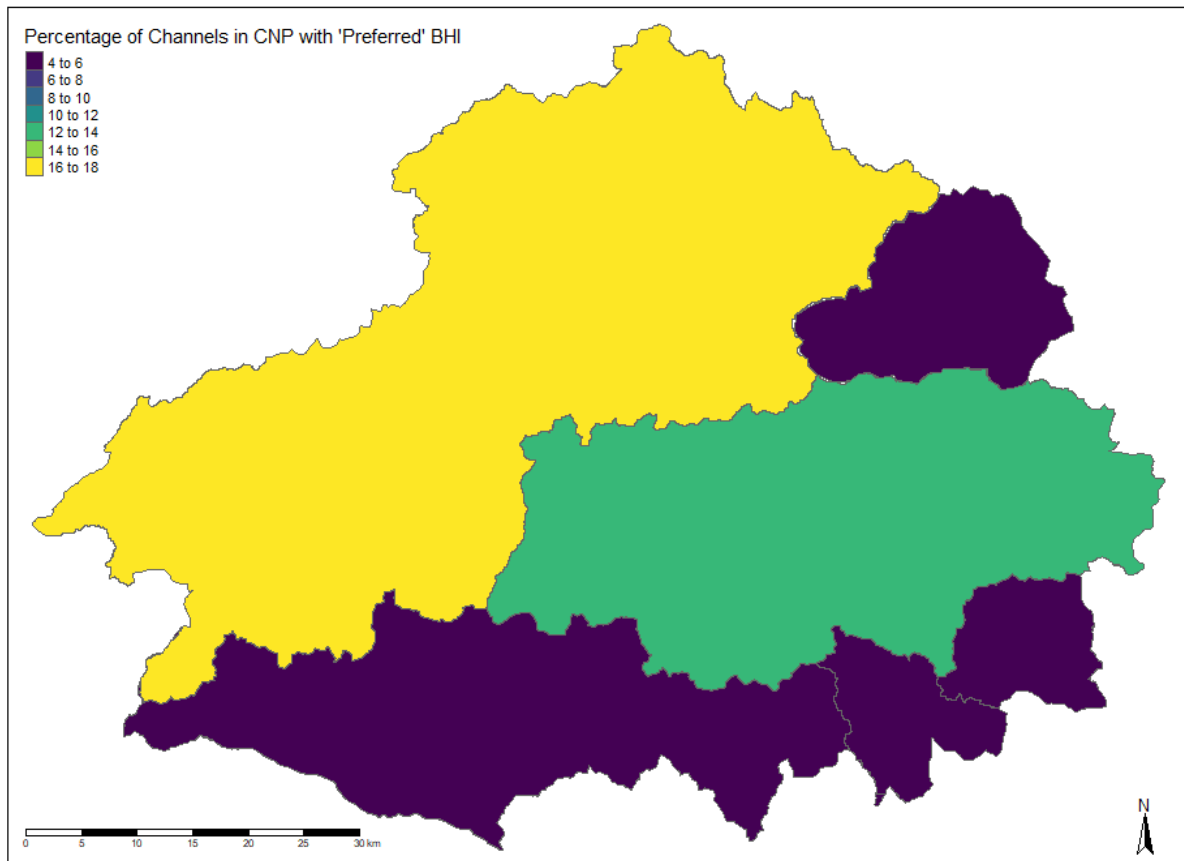 Percentage of Channels in CNP with 'Preferred' BHI
4 to 6
6 to 8
8 to 10
10 to 12
12 to 14
14 to 16
16 to 18
N
0 5 10 15 20 25 30 km